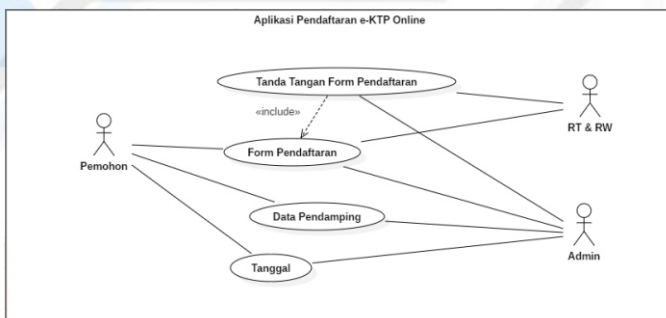 Aplikasi Pendaftaran e-KTP Online
Tanda Tangan Form Pendaftaran
«include»
RT & RW
Form Pendaftaran
Pemohon
Data Pendamping
Admin
Tanggal